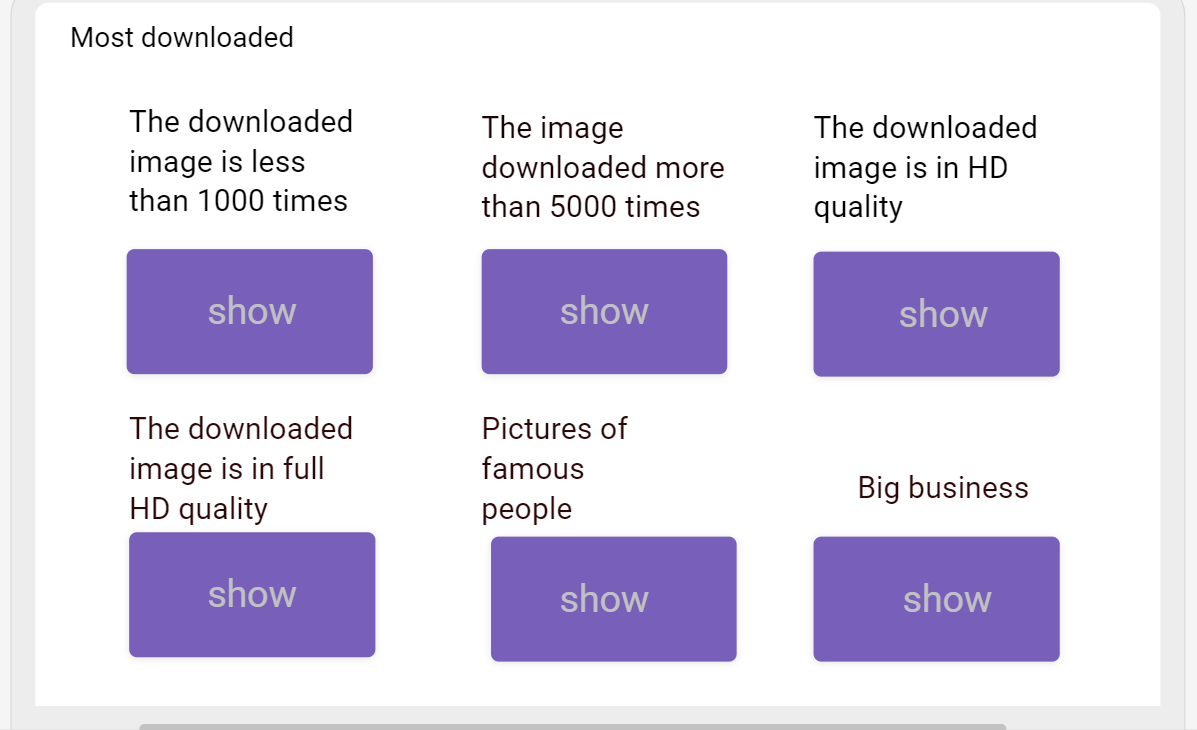 Most downloaded
The downloaded
image is less
than 1000 times
The image
downloaded more
than 5000 times
The downloaded
image is in HD
quality
show
show
show
The downloaded
image is in full
HD quality
Pictures of
famous
people
Big business
show
show
show